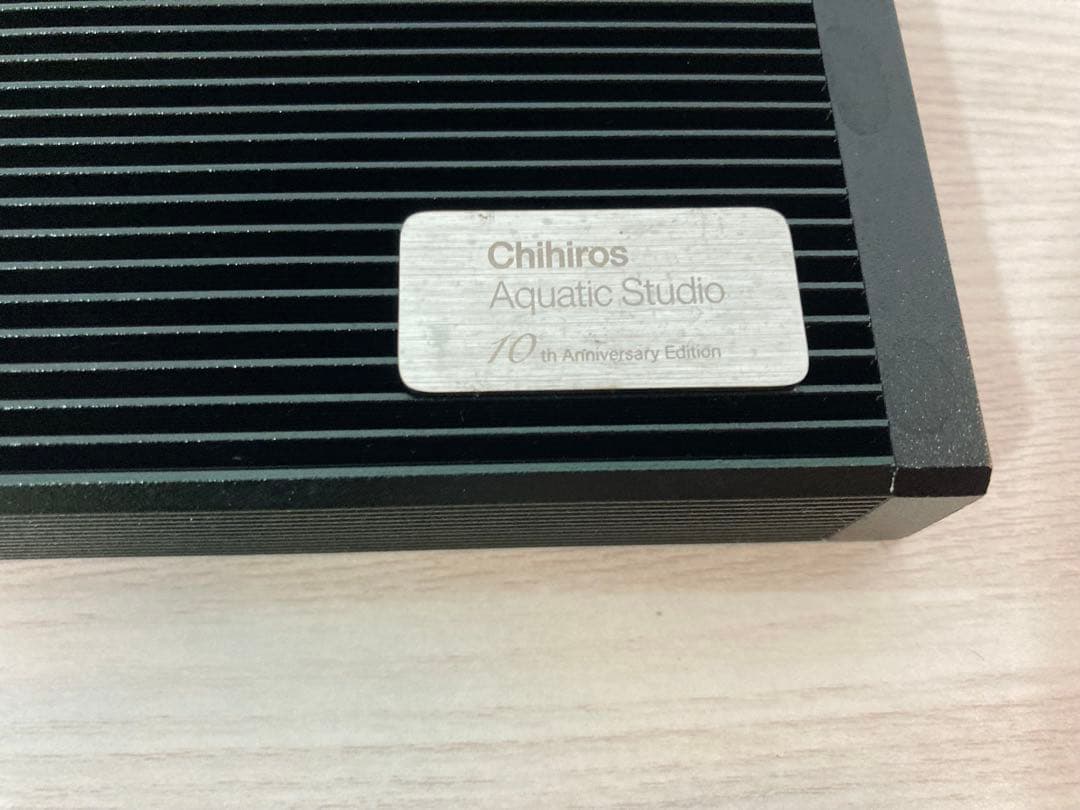 Chihiros
Aquatic Studio
10th Anniversary Edition